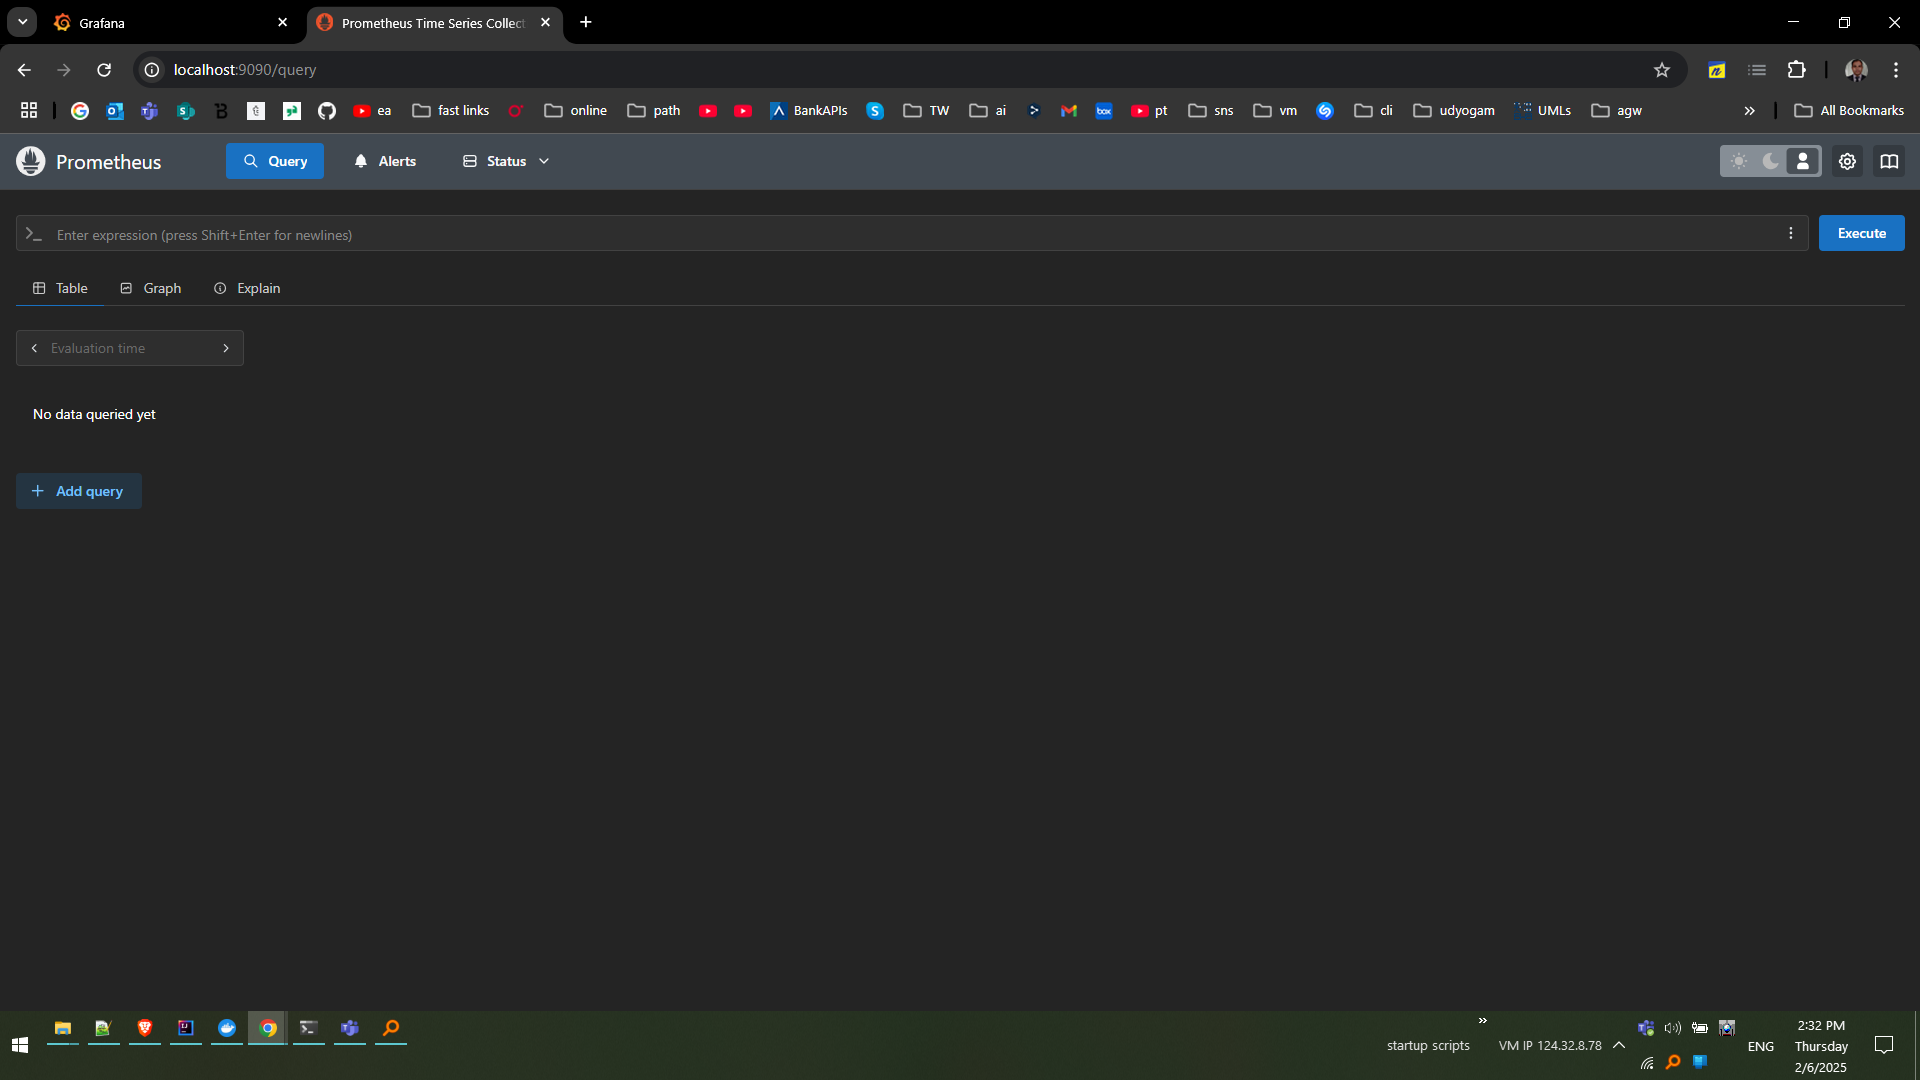 Grafana
Prometheus Time Series Collect
localhost:9090/query
ea fast links online path BankAPIs TW ai pt sns vm cli udyogam UMLs agw » All Bookmarks
Prometheus Query Alerts Status
>_ Enter expression (press Shift+Enter for newlines) Execute
Table Graph Explain
Evaluation time
No data queried yet
+ Add query
startup scripts
»
VM IP 124.32.8.78
ENG
2:32 PM
Thursday
2/6/2025